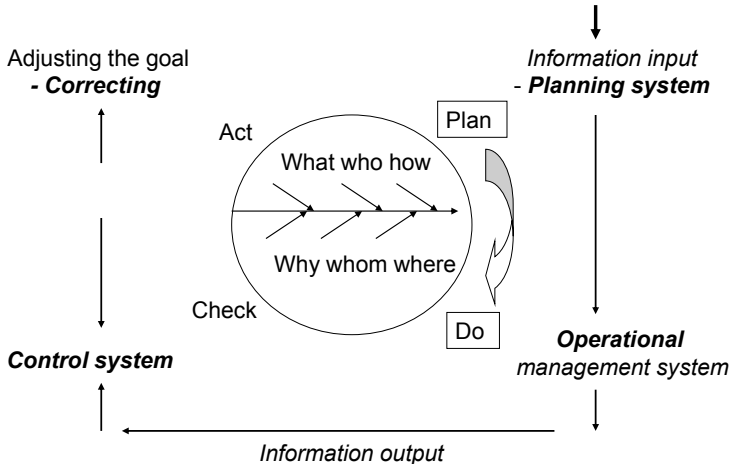 Adjusting the goal
- Correcting
Information input
- Planning system
Act
Plan
What who how
Why whom where
Check
Do
Control system
Operational
management system
Information output